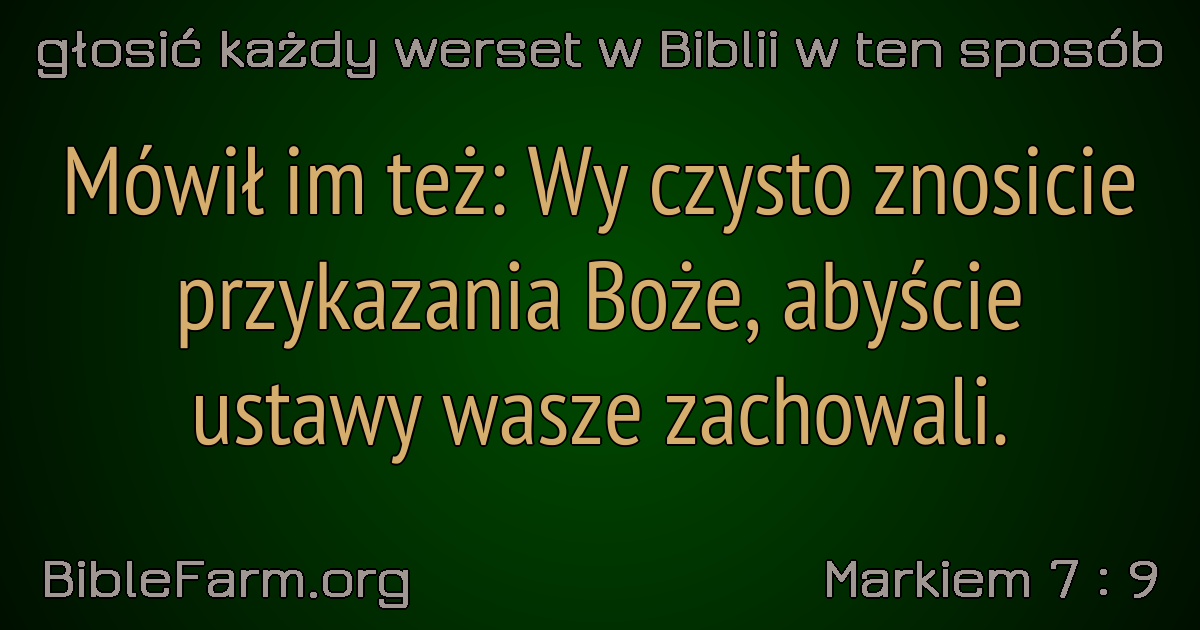 głosić każdy werset w Biblii w ten sposób
Mówił im też: Wy czysto znosicie
przykazania Boże, abyście
ustawy wasze zachowali.
BibleFarm.org
Markiem 7 : 9